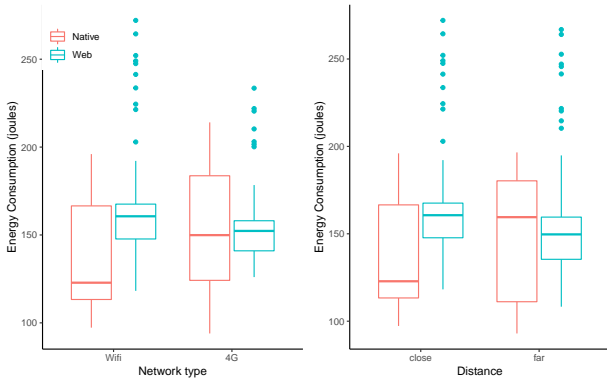 Native
Web
Energy Consumption (joules)
250
200
150
100
Wifi
4G
Network type
Energy Consumption (joules)
250
200
150
100
close
far
Distance